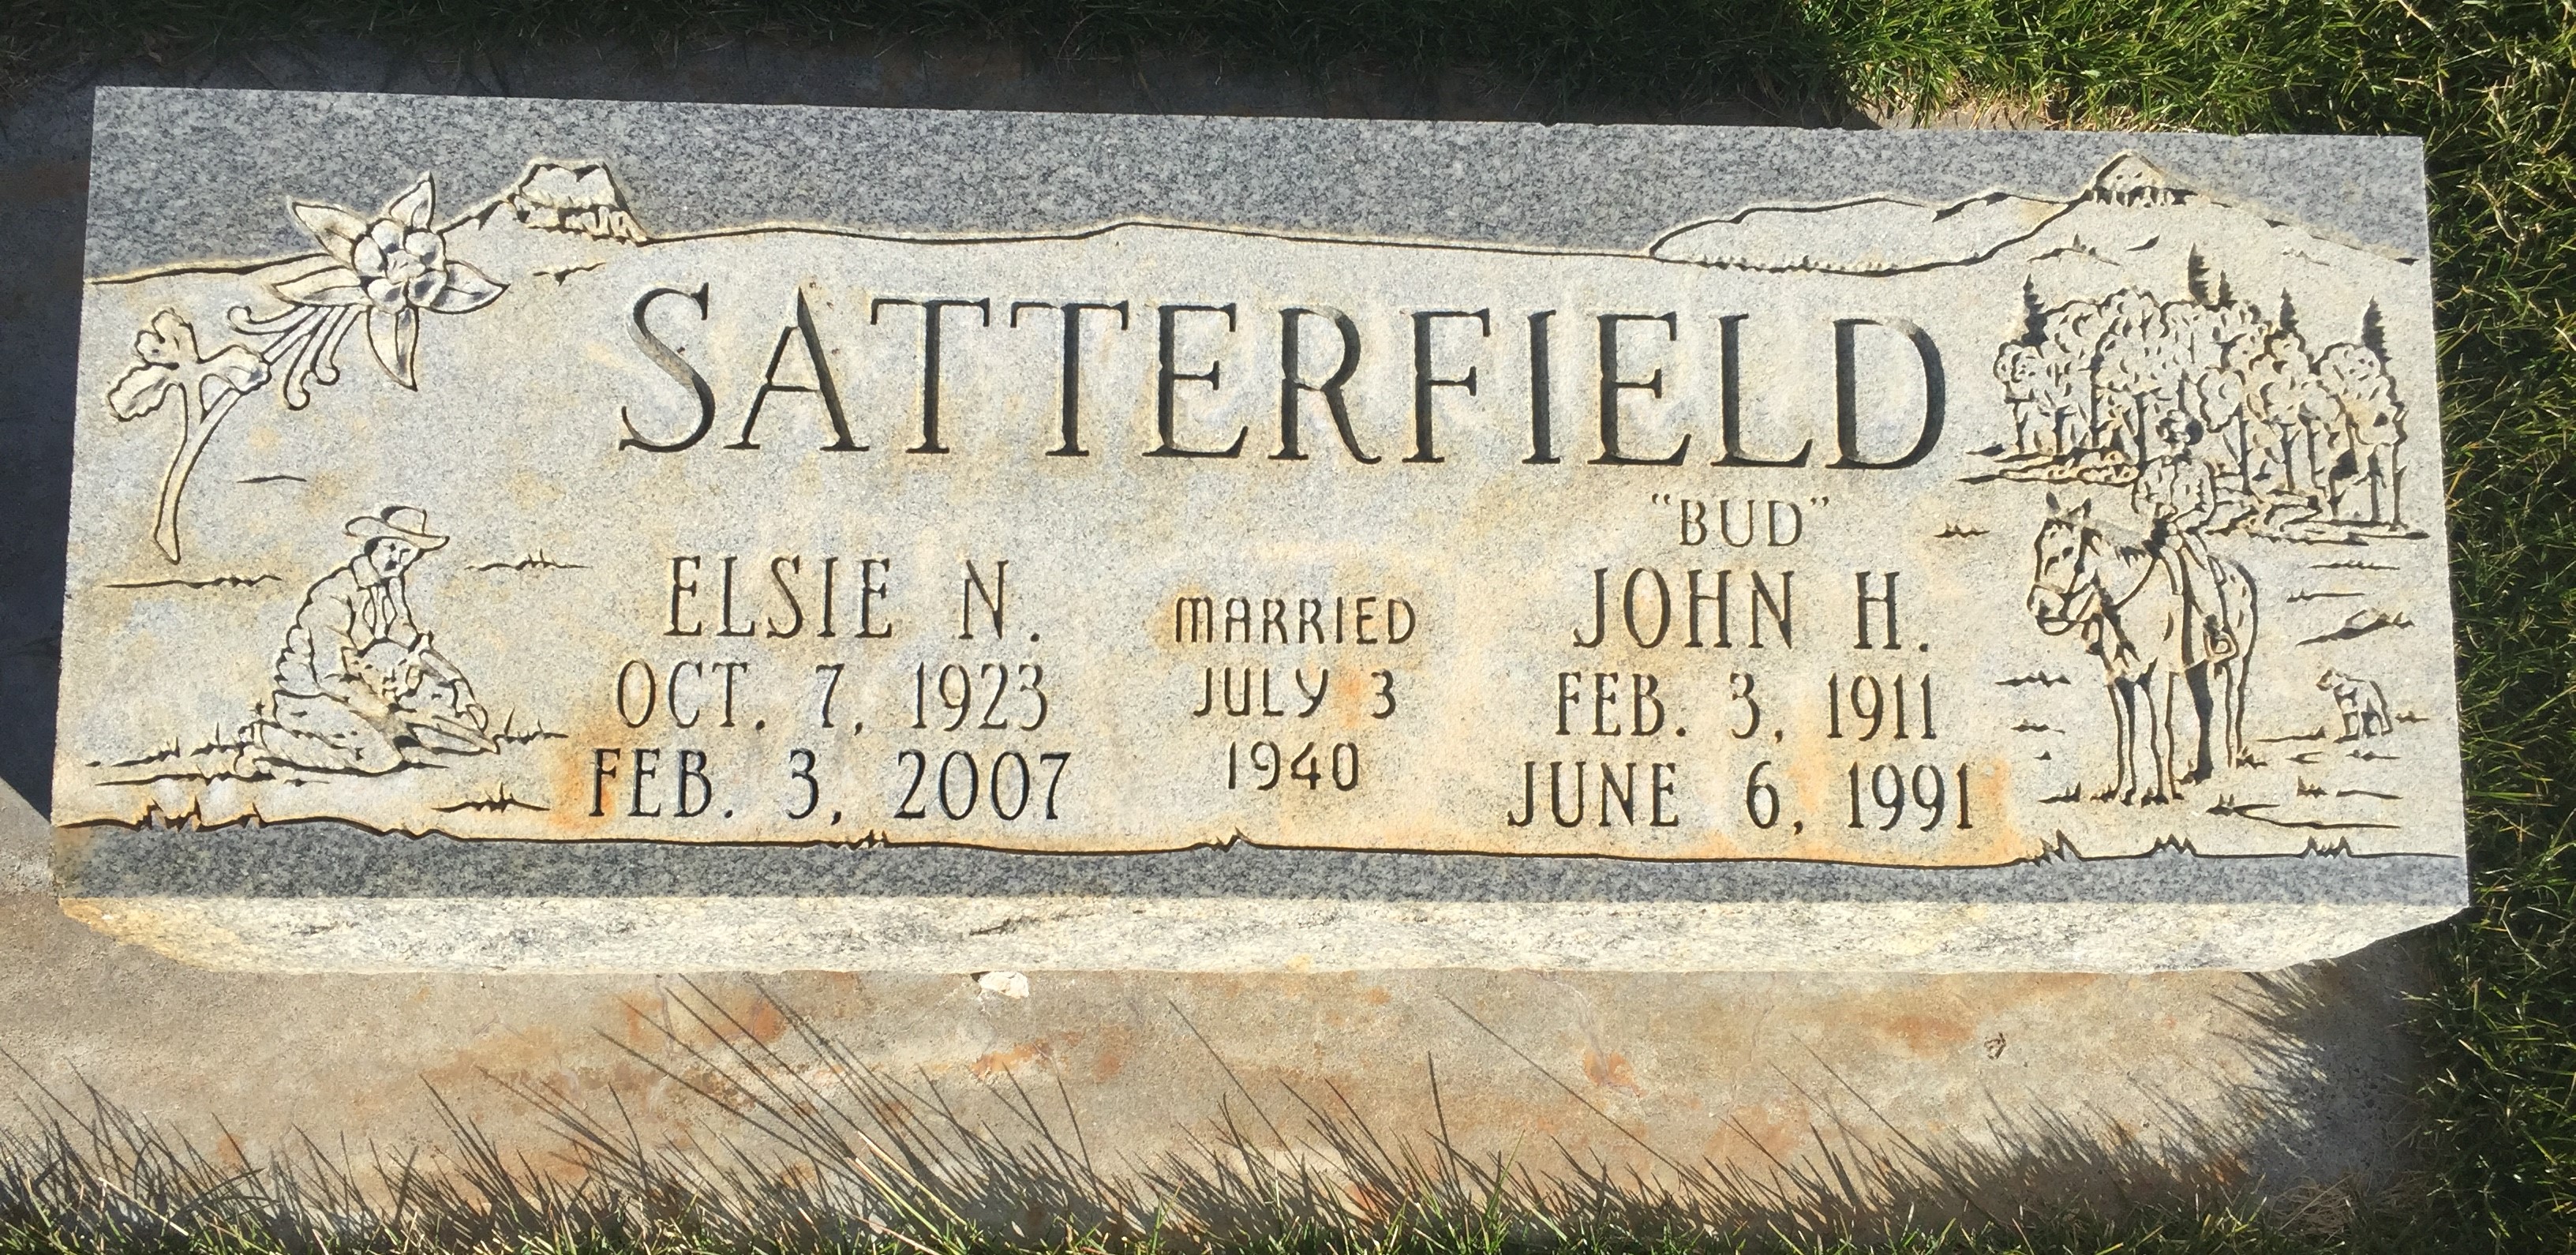 SATTERFIELD
ELSIE N.
OCT. 7, 1923
FEB. 3, 2007
MARRIED
JULY 3
1940
"BUD"
JOHN H.
FEB. 3, 1911
JUNE 6, 1991